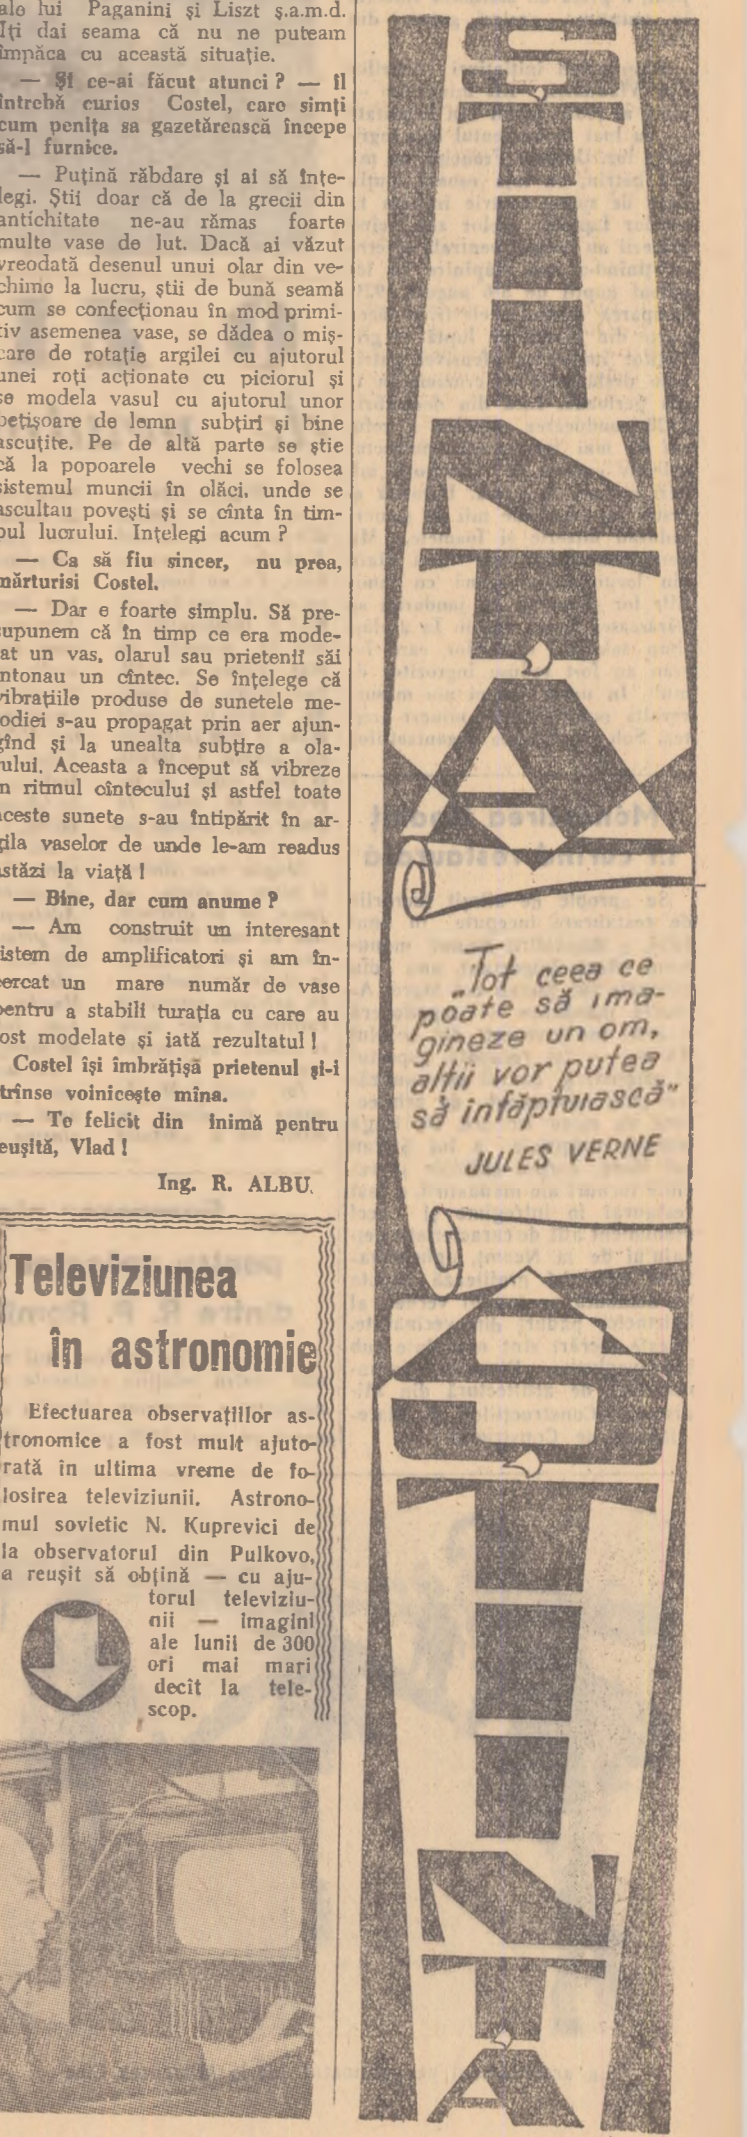 ale lui Paganini și Liszt ș.a.m.d.
Iți dai seama că nu ne puteam
împăca cu această situație.
— Și ce-ai făcut atunci ? — îl
întrebă curios Costel, care simți
cum penița sa gazetărească începe
să-l furnice.
— Puțină răbdare și ai să înțe-
legi. Știi doar că de la grecii din
antichitate ne-au rămas foarte
multe vase de lut. Dacă ai văzut
vreodată desenul unui olar din ve-
chime la lucru, știi de bună seamă
cum se confecționau în mod primi-
tiv asemenea vase, se dădea o miș-
care de rotație argilei cu ajutorul
unei roți acționate cu piciorul și
se modela vasul cu ajutorul unor
bețișoare de lemn subțiri și bine
ascuțite. Pe de altă parte se știe
că la popoarele vechi se folosea
sistemul muncii în olăci, unde se
ascultau povești și se cînta în tim-
pul lucrului. Intelegi acum ?
— Ca să fiu sincer, nu prea,
mărturisi Costel.
— Dar e foarte simplu. Să pre-
supunem că în timp ce era mode-
lat un vas, olarul sau prietenii săi
intonau un cîntec. Se înțelege că
vibrațiile produse de sunetele me-
lodiei s-au propagat prin aer ajun-
gînd și la unealta subțire a ola-
rului. Aceasta a început să vibreze
în ritmul cîntecului și astfel toate
aceste sunete s-au întipărit în ar-
gila vaselor de unde le-am readus
astăzi la viață !
— Bine, dar cum anume ?
— Am construit un interesant
sistem de amplificatori și am în-
cercat un mare număr de vase
pentru a stabili turația cu care au
fost modelate și iată rezultatul !
Costel își îmbrățișă prietenul și-i
strînse voinicește mîna.
— Te felicit din inimă pentru
reușită, Vlad !
Ing. R. ALBU.
Televiziunea
în astronomie
Efectuarea observațiilor as-
tronomice a fost mult ajuto-
rată în ultima vreme de fo-
losirea televiziunii. Astrono-
mul sovietic N. Kuprevici de
la observatorul din Pulkovo,
a reușit să obțină — cu aju-
torul televiziu-
nii — imagini
ale lunii de 300
ori mai mari
decît la tele-
scop.
ȘTIINȚA
„Tot ceea ce
poate să ima-
gineze un om,
alții vor putea
să înfăptuiască”
JULES VERNE
ȘTIINȚA